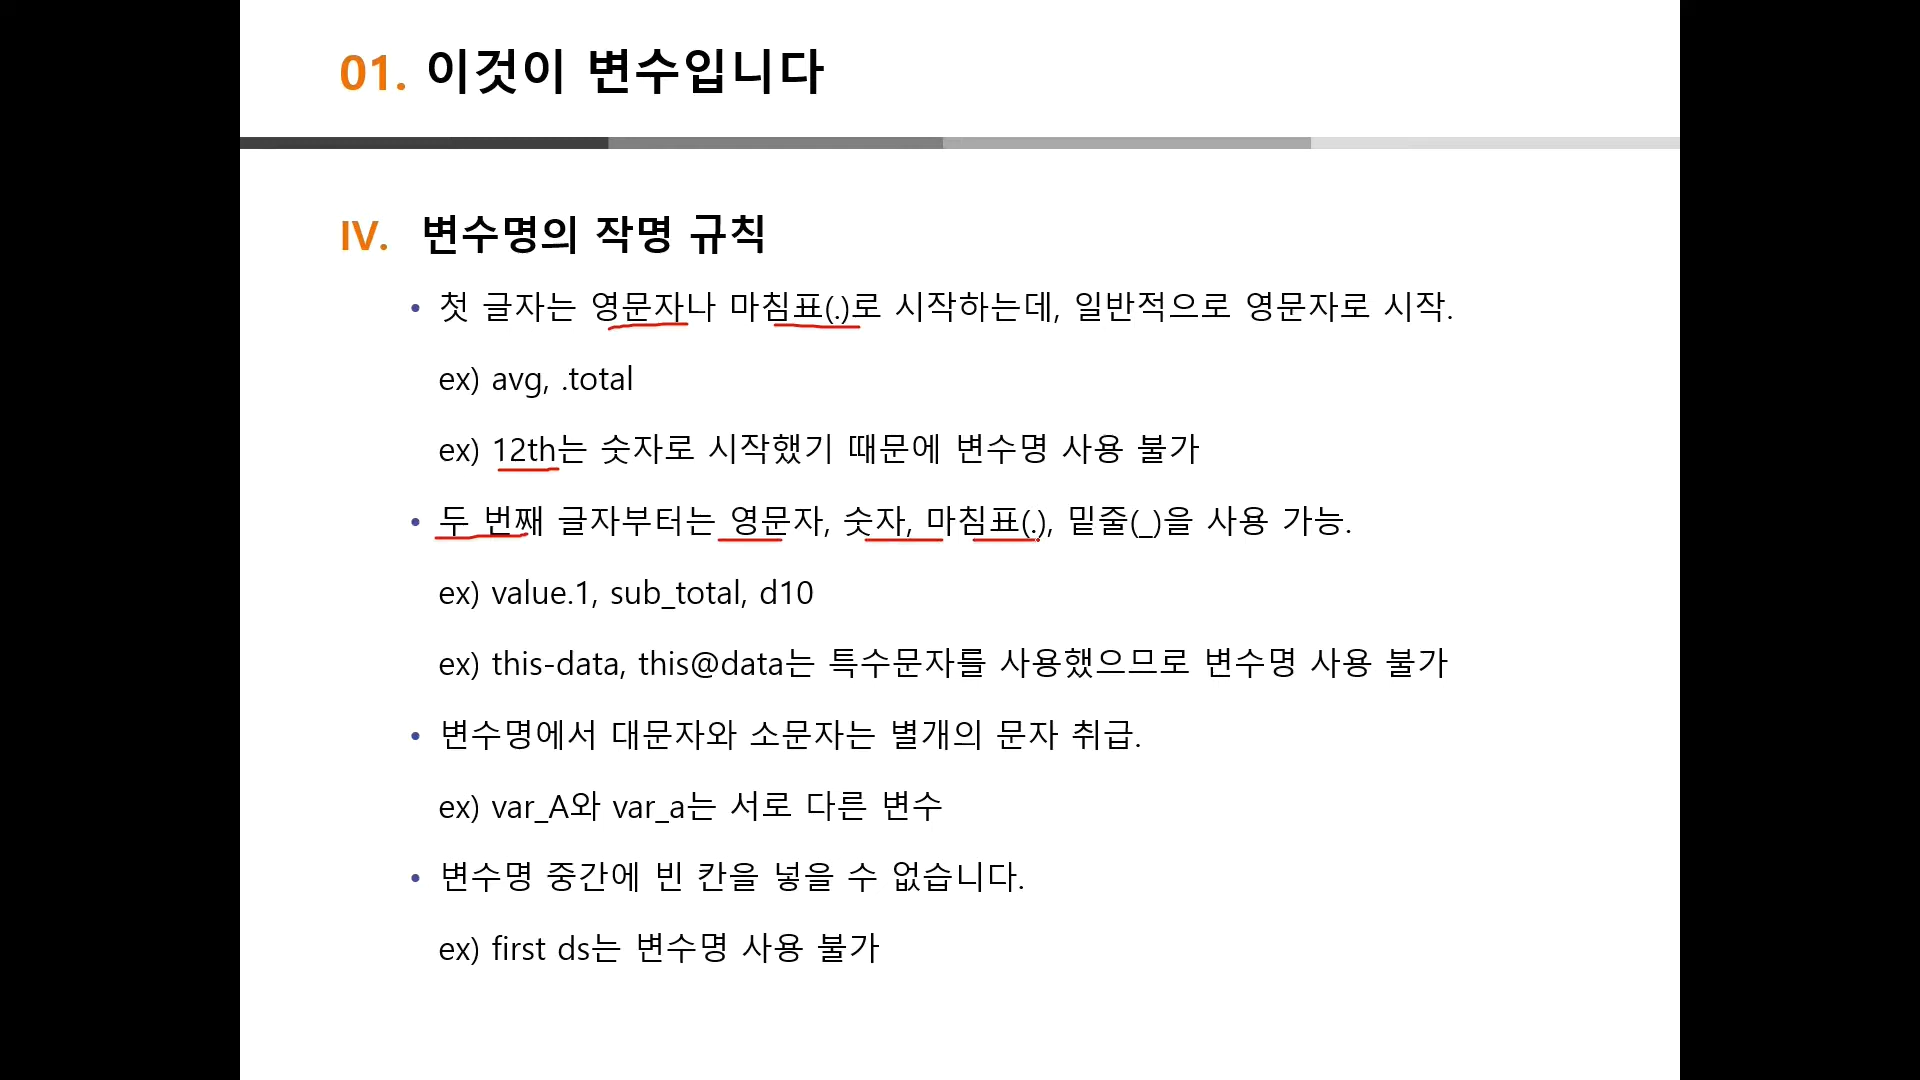 01. 이것이 변수입니다
IV. 변수명의 작명 규칙
• 첫 글자는 영문자나 마침표(.)로 시작하는데, 일반적으로 영문자로 시작.
ex) avg, .total
ex) 12th는 숫자로 시작했기 때문에 변수명 사용 불가
• 두 번째 글자부터는 영문자, 숫자, 마침표(.), 밑줄(_)을 사용 가능.
ex) value.1, sub_total, d10
ex) this-data, this@data는 특수문자를 사용했으므로 변수명 사용 불가
• 변수명에서 대문자와 소문자는 별개의 문자 취급.
ex) var_A와 var_a는 서로 다른 변수
• 변수명 중간에 빈 칸을 넣을 수 없습니다.
ex) first ds는 변수명 사용 불가